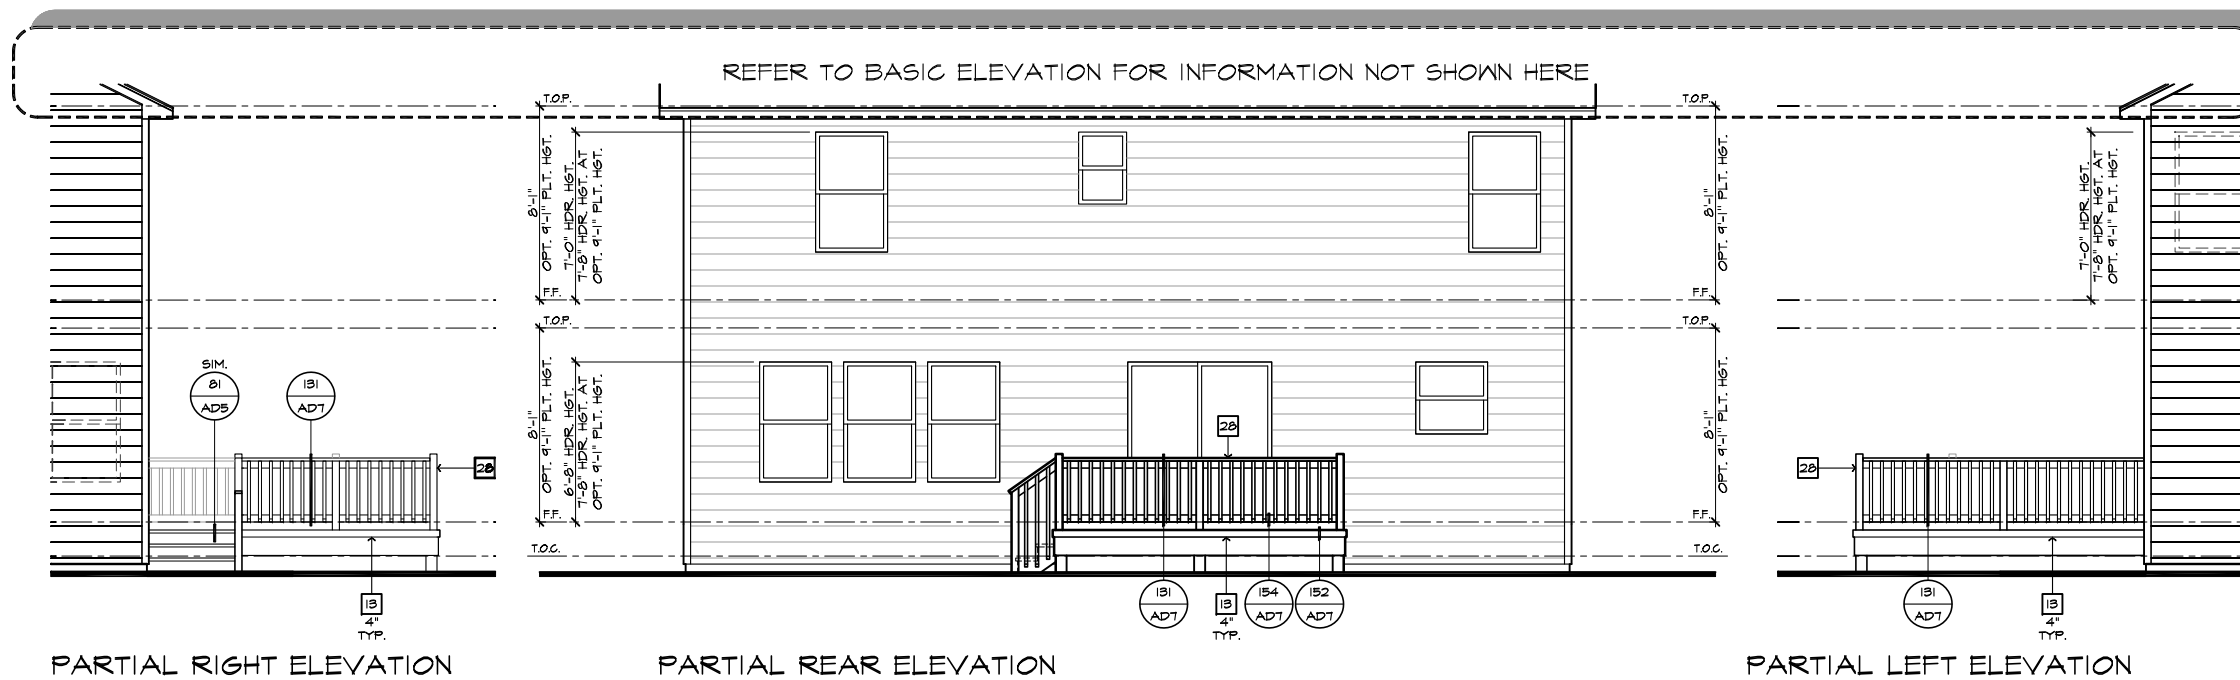 REFER TO BASIC ELEVATION FOR INFORMATION NOT SHOWN HERE
SIM.
81
AD5
131
AD7
28
13
4"
TYP.
PARTIAL RIGHT ELEVATION
T.O.P.
8'-1"
OPT. 9'-1" PLT. HGT.
7'-0" HDR. HGT.
7'-8" HDR. HGT. AT
OPT. 9'-1" PLT. HGT.
F.F.
T.O.P.
8'-1"
OPT. 9'-1" PLT. HGT.
6'-8" HDR. HGT.
7'-8" HDR. HGT. AT
OPT. 9'-1" PLT. HGT.
F.F.
T.O.C.
28
131
AD7
13
4"
TYP.
154
AD7
152
AD7
PARTIAL REAR ELEVATION
T.O.P.
8'-1"
OPT. 9'-1" PLT. HGT.
F.F.
T.O.P.
8'-1"
OPT. 9'-1" PLT. HGT.
F.F.
T.O.C.
7'-0" HDR. HGT.
7'-8" HDR. HGT. AT
OPT. 9'-1" PLT. HGT.
28
131
AD7
13
4"
TYP.
PARTIAL LEFT ELEVATION